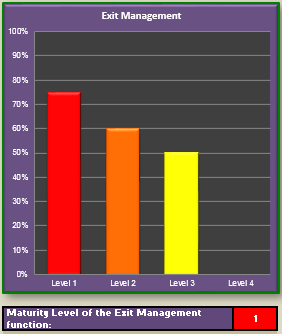 Exit Management
100%
90%
80%
70%
60%
50%
40%
30%
20%
10%
0%
Level 1 Level 2 Level 3 Level 4
Maturity Level of the Exit Management
function: 1